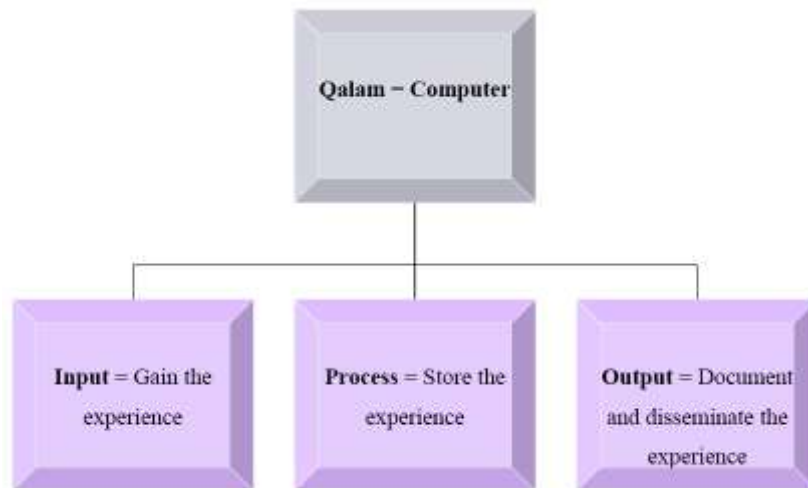 Qalam = Computer
Input = Gain the
experience
Process = Store the
experience
Output = Document
and disseminate the
experience